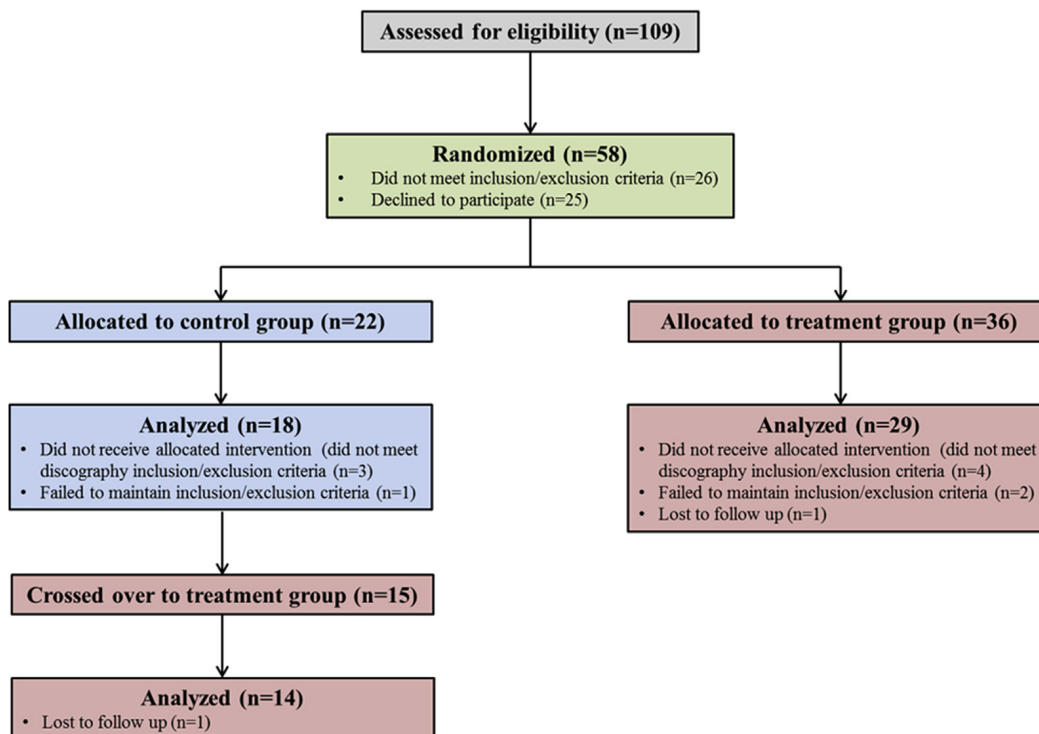 Assessed for eligibility (n=109)
Randomized (n=58)
• Did not meet inclusion/exclusion criteria (n=26)
• Declined to participate (n=25)
Allocated to control group (n=22)
Allocated to treatment group (n=36)
Analyzed (n=18)
• Did not receive allocated intervention (did not meet
discography inclusion/exclusion criteria (n=3)
• Failed to maintain inclusion/exclusion criteria (n=1)
Analyzed (n=29)
• Did not receive allocated intervention (did not meet
discography inclusion/exclusion criteria (n=4)
• Failed to maintain inclusion/exclusion criteria (n=2)
• Lost to follow up (n=1)
Crossed over to treatment group (n=15)
Analyzed (n=14)
• Lost to follow up (n=1)